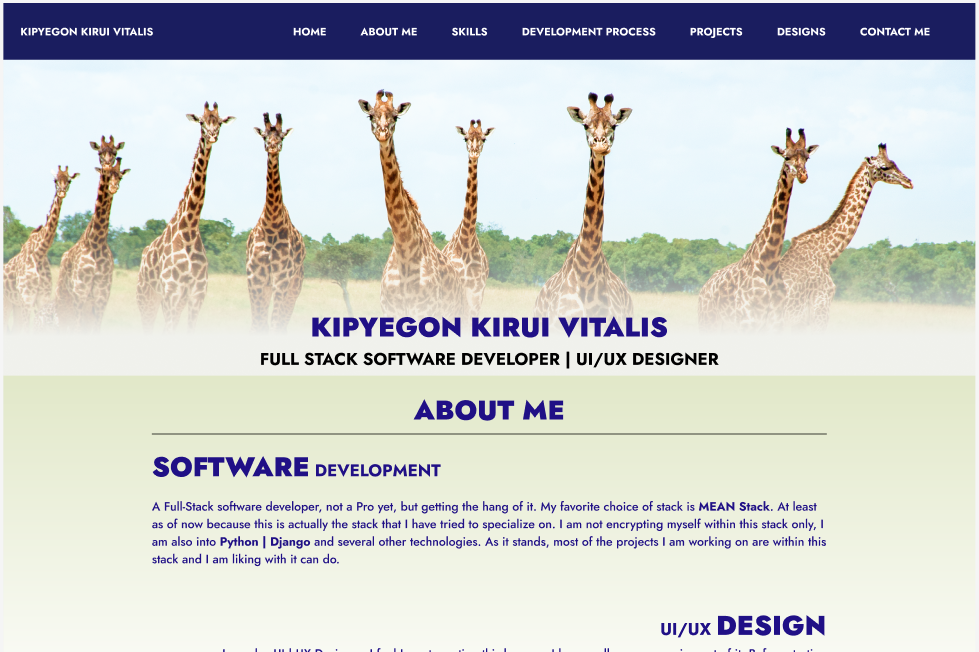 KIPYEGON KIRUI VITALIS
HOME ABOUT ME SKILLS DEVELOPMENT PROCESS PROJECTS DESIGNS CONTACT ME
KIPYEGON KIRUI VITALIS
FULL STACK SOFTWARE DEVELOPER | UI/UX DESIGNER
ABOUT ME
SOFTWARE DEVELOPMENT
A Full-Stack software developer, not a Pro yet, but getting the hang of it. My favorite choice of stack is MEAN Stack. At least
as of now because this is actually the stack that I have tried to specialize on. I am not encrypting myself within this stack only, I
am also into Python | Django and several other technologies. As it stands, most of the projects I am working on are within this
stack and I am liking with it can do.
UI/UX DESIGN